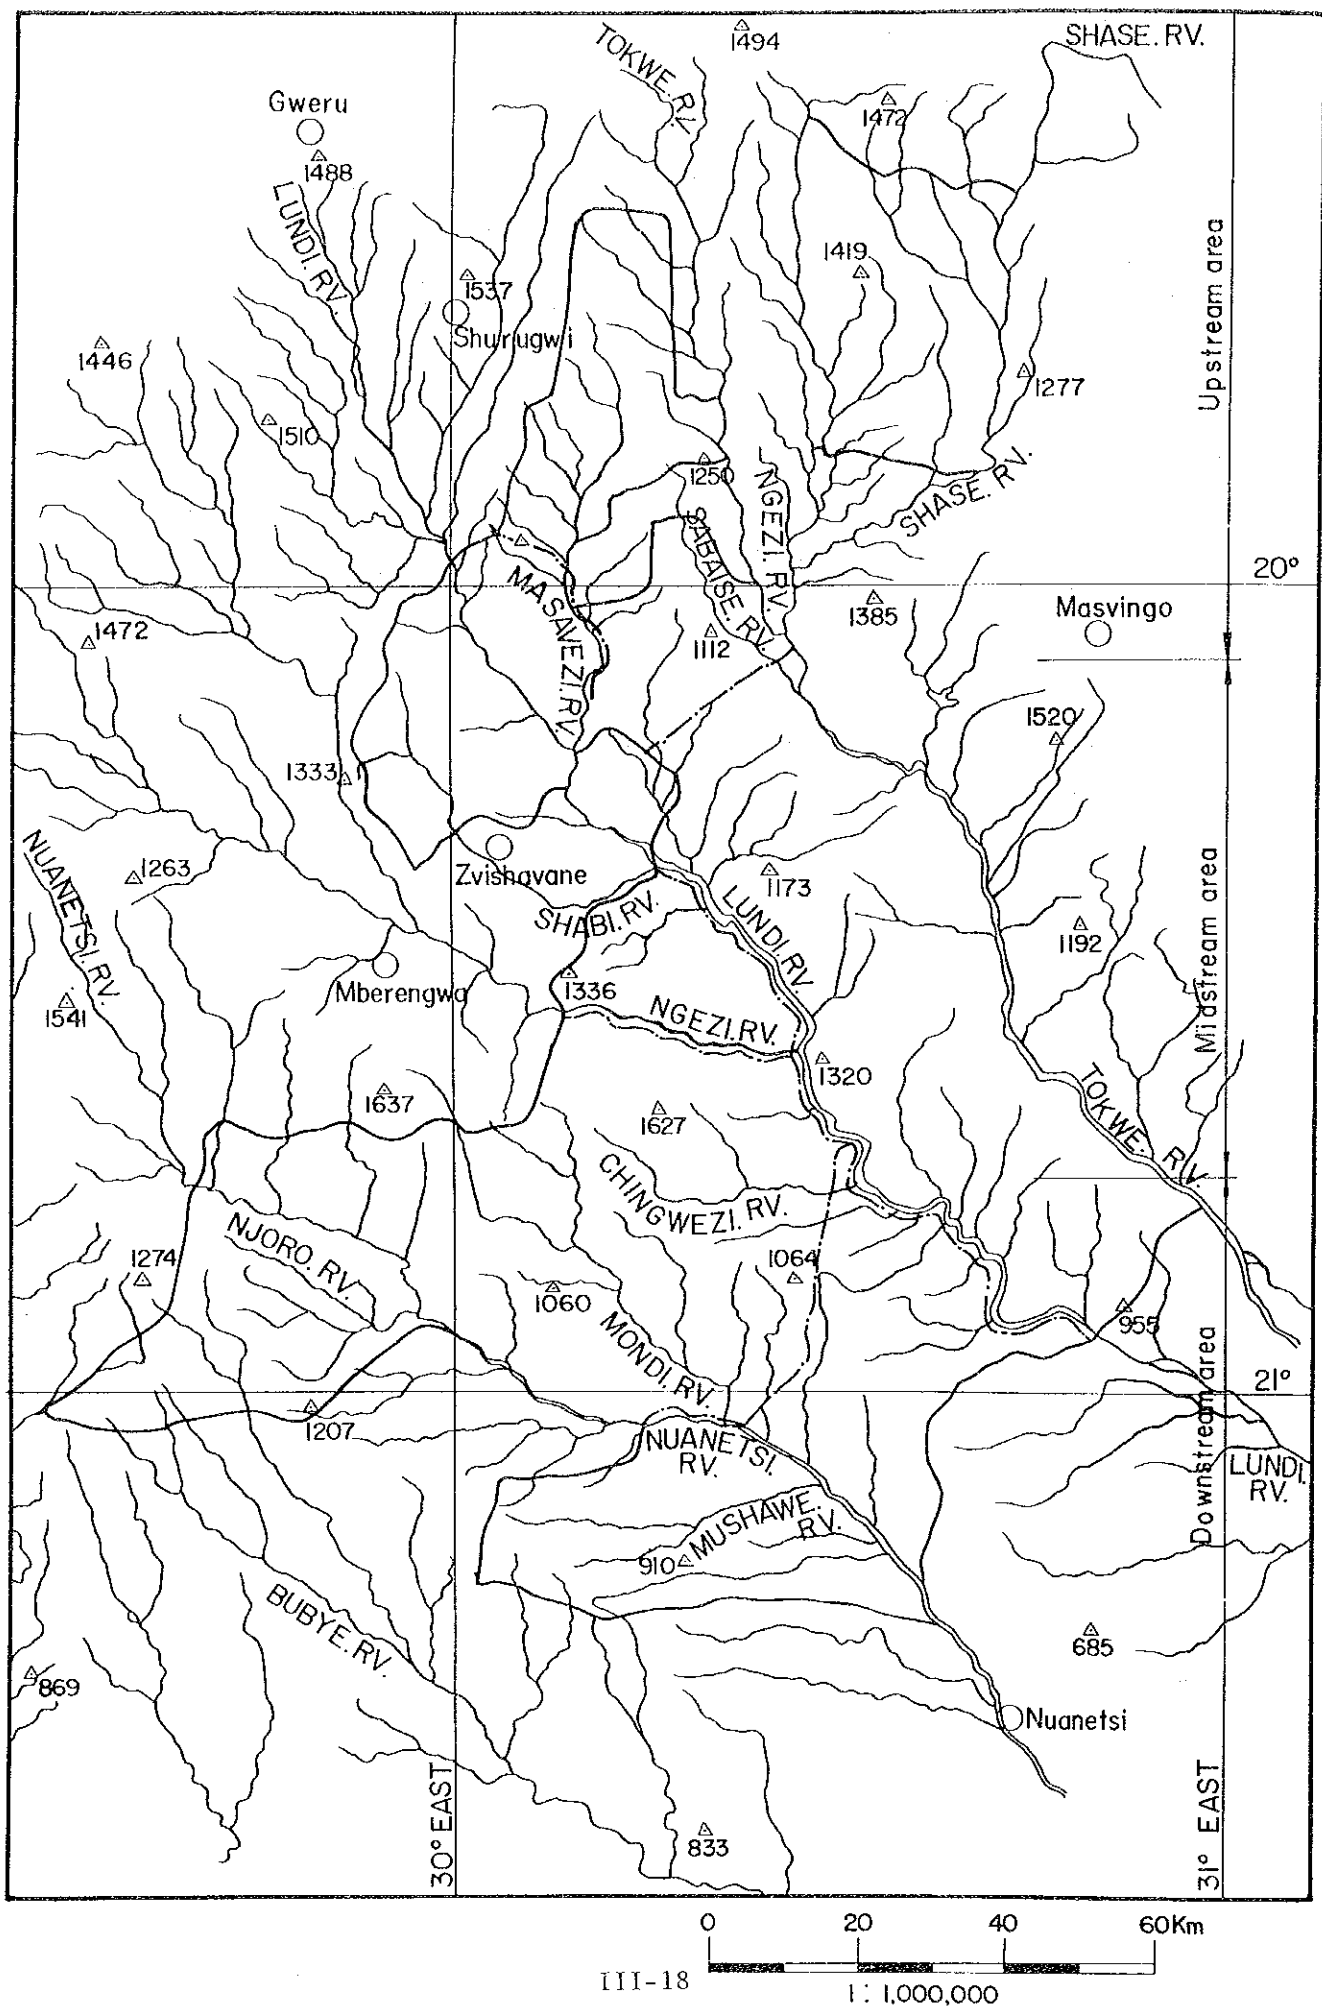 1494
SHASE. RV.
TOKWE. RV.
Gweru
1472
1488
LUNDI. RV.
1419
1537
Shurugwi
Upstream area
1446
1277
1510
1250
NGEZI. RV.
SHASE. RV.
SABAISE. RV.
20°
MASAVEZI. RV.
1385
Masvingo
1472
1112
1520
1333
NUANETSI. RV.
1263
Zvishavane
1173
SHABI. RV.
LUNDI. RV.
Midstream area
1192
Mberengwa
1336
1541
NGEZI. RV.
1320
1637
1627
TOKWE. RV.
CHINGWEZI. RV.
NJORO. RV.
1274
1064
1060
955
MONDI. RV.
21°
1207
NUANETSI.
RV.
Downstream area
LUNDI.
RV.
MUSHAWE.
RV.
910
BUBYE. RV.
685
869
Nuanetsi
30° EAST
31° EAST
833
0 20 40 60Km
III-18
1 : 1,000,000